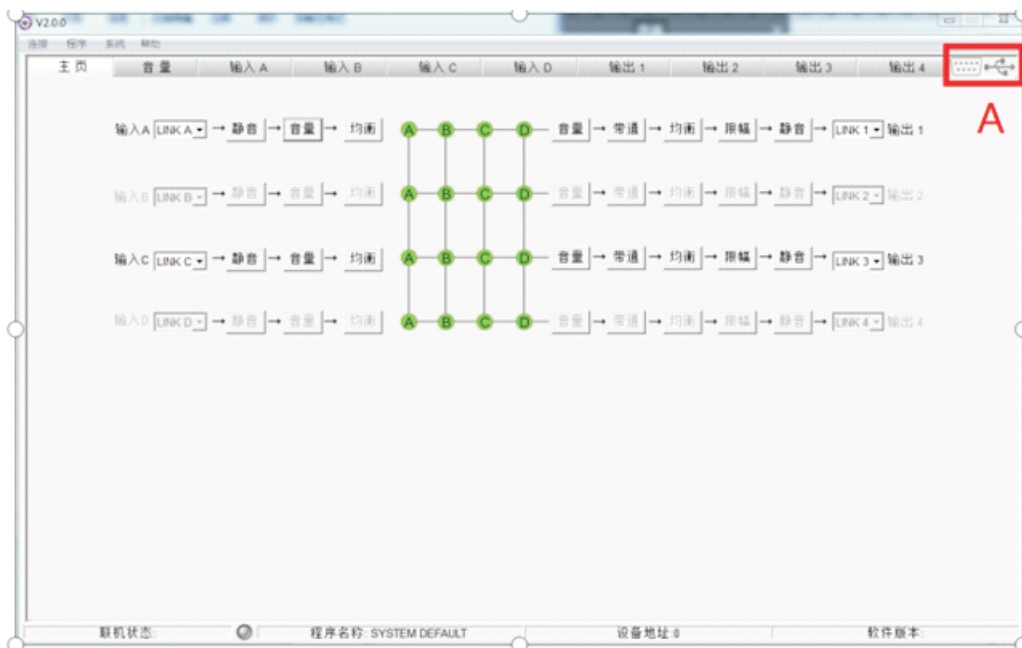 V2.0.0
连接 程序 系统 帮助
主页 音量 输入 A 输入 B 输入 C 输入 D 输出 1 输出 2 输出 3 输出 4
A
输入A LINK A → 静音 → 音量 → 均衡 A B C D 音量 → 带通 → 均衡 → 限幅 → 静音 → LINK 1 输出 1
输入B LINK B → 静音 → 音量 → 均衡 A B C D 音量 → 带通 → 均衡 → 限幅 → 静音 → LINK 2 输出 2
输入C LINK C → 静音 → 音量 → 均衡 A B C D 音量 → 带通 → 均衡 → 限幅 → 静音 → LINK 3 输出 3
输入D LINK D → 静音 → 音量 → 均衡 A B C D 音量 → 带通 → 均衡 → 限幅 → 静音 → LINK 4 输出 4
联机状态: 程序名称: SYSTEM DEFAULT 设备地址 0 软件版本: